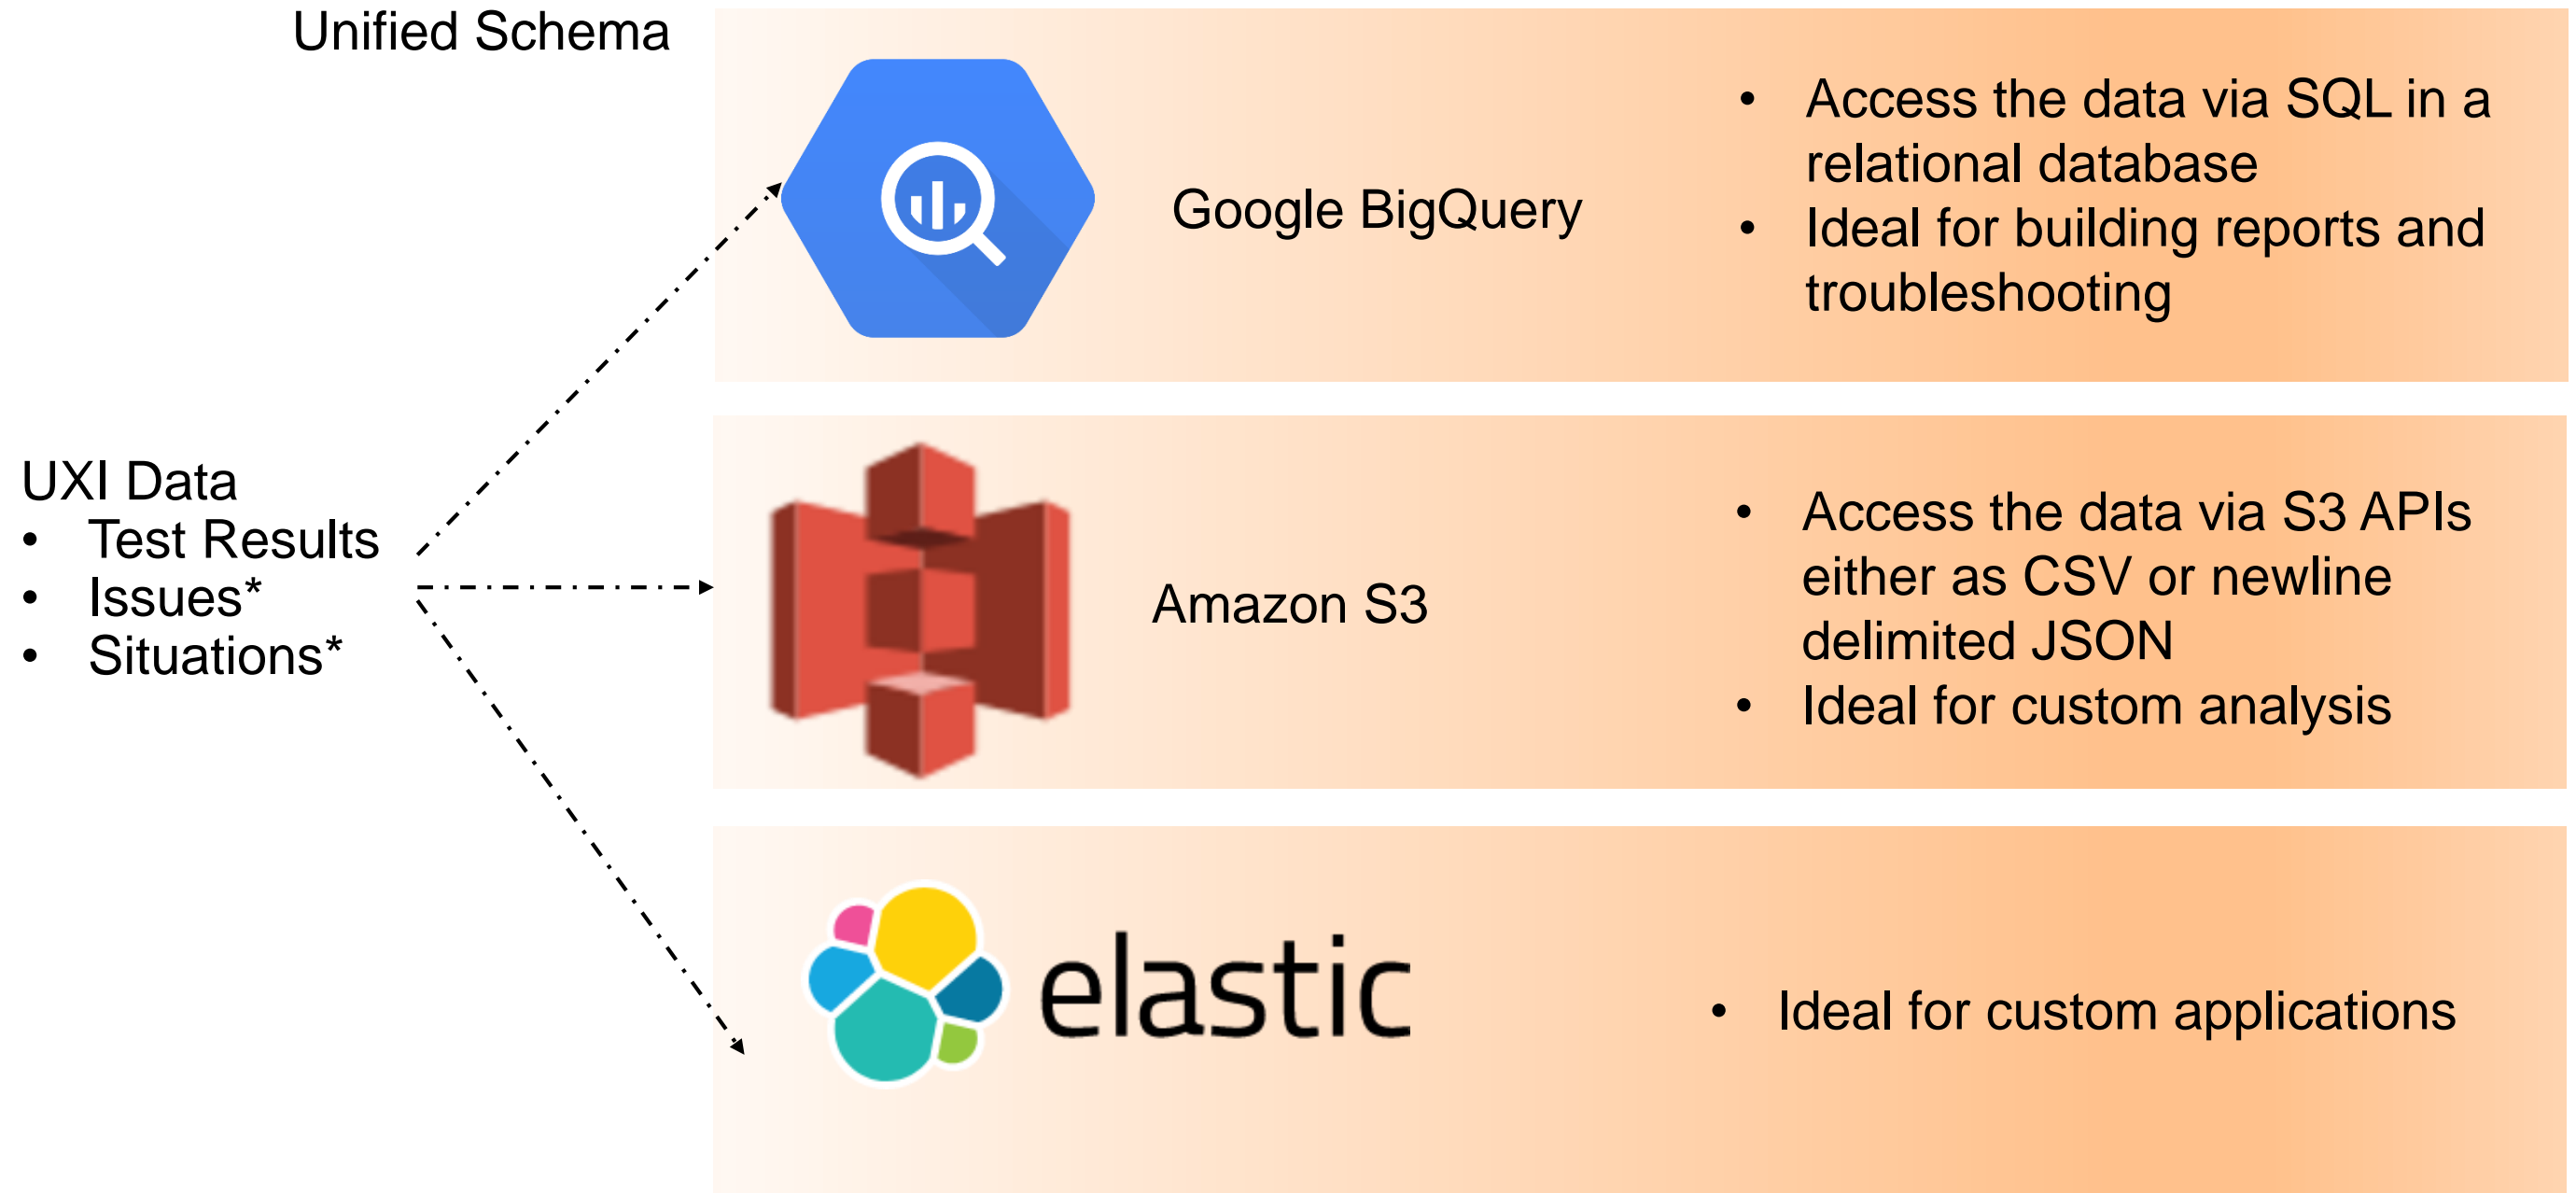 Unified Schema
UXI Data
• Test Results
• Issues*
• Situations*
Google BigQuery
• Access the data via SQL in a
relational database
• Ideal for building reports and
troubleshooting
Amazon S3
• Access the data via S3 APIs
either as CSV or newline
delimited JSON
• Ideal for custom analysis
elastic
• Ideal for custom applications